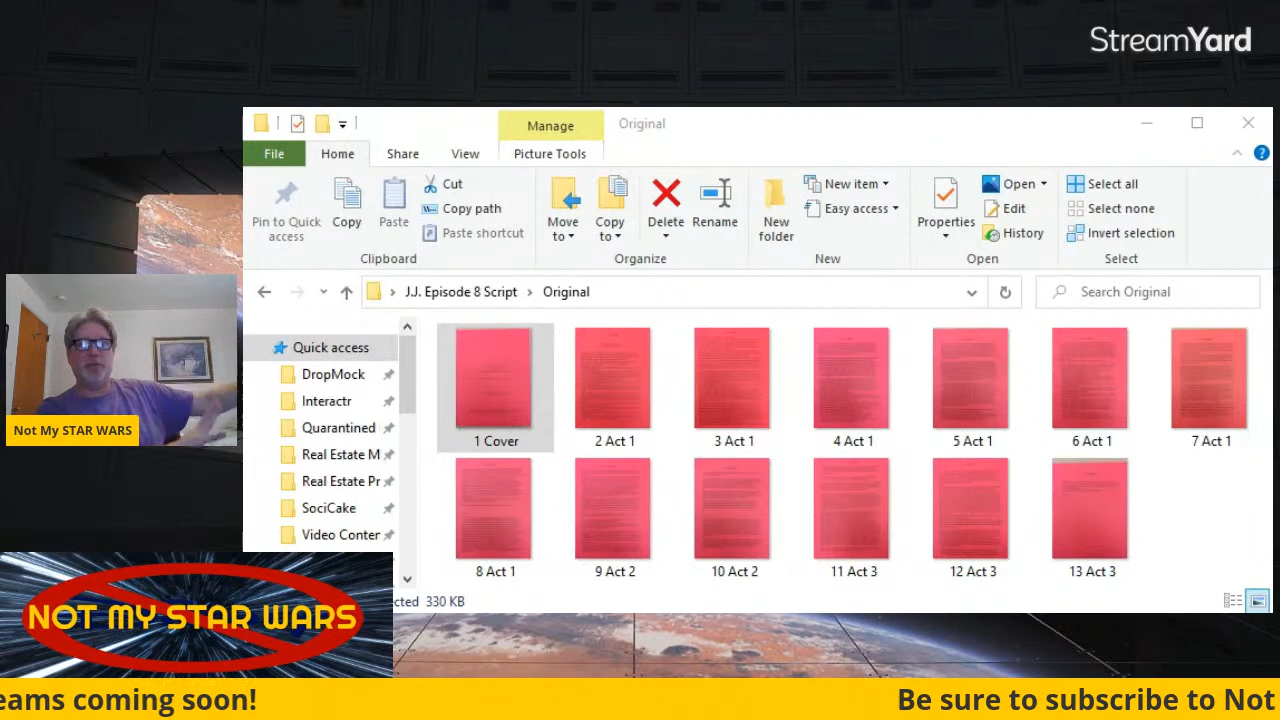 StreamYard
Manage
Original
File
Home
Share
View
Picture Tools
Pin to Quick
access
Copy
Paste
Cut
Copy path
Paste shortcut
Clipboard
Move
to
Copy
to
Delete
Rename
Organize
New
folder
New item
Easy access
New
Properties
Open
Edit
History
Open
Select all
Select none
Invert selection
Select
J.J. Episode 8 Script > Original
Search Original
Quick access
DropMock
Interactr
Quarantined
Real Estate M
Real Estate Pr
SociCake
Video Conter
1 Cover
2 Act 1
3 Act 1
4 Act 1
5 Act 1
6 Act 1
7 Act 1
8 Act 1
9 Act 2
10 Act 2
11 Act 3
12 Act 3
13 Act 3
cted 330 KB
Not My STAR WARS
NOT MY STAR WARS
eams coming soon!
Be sure to subscribe to Not